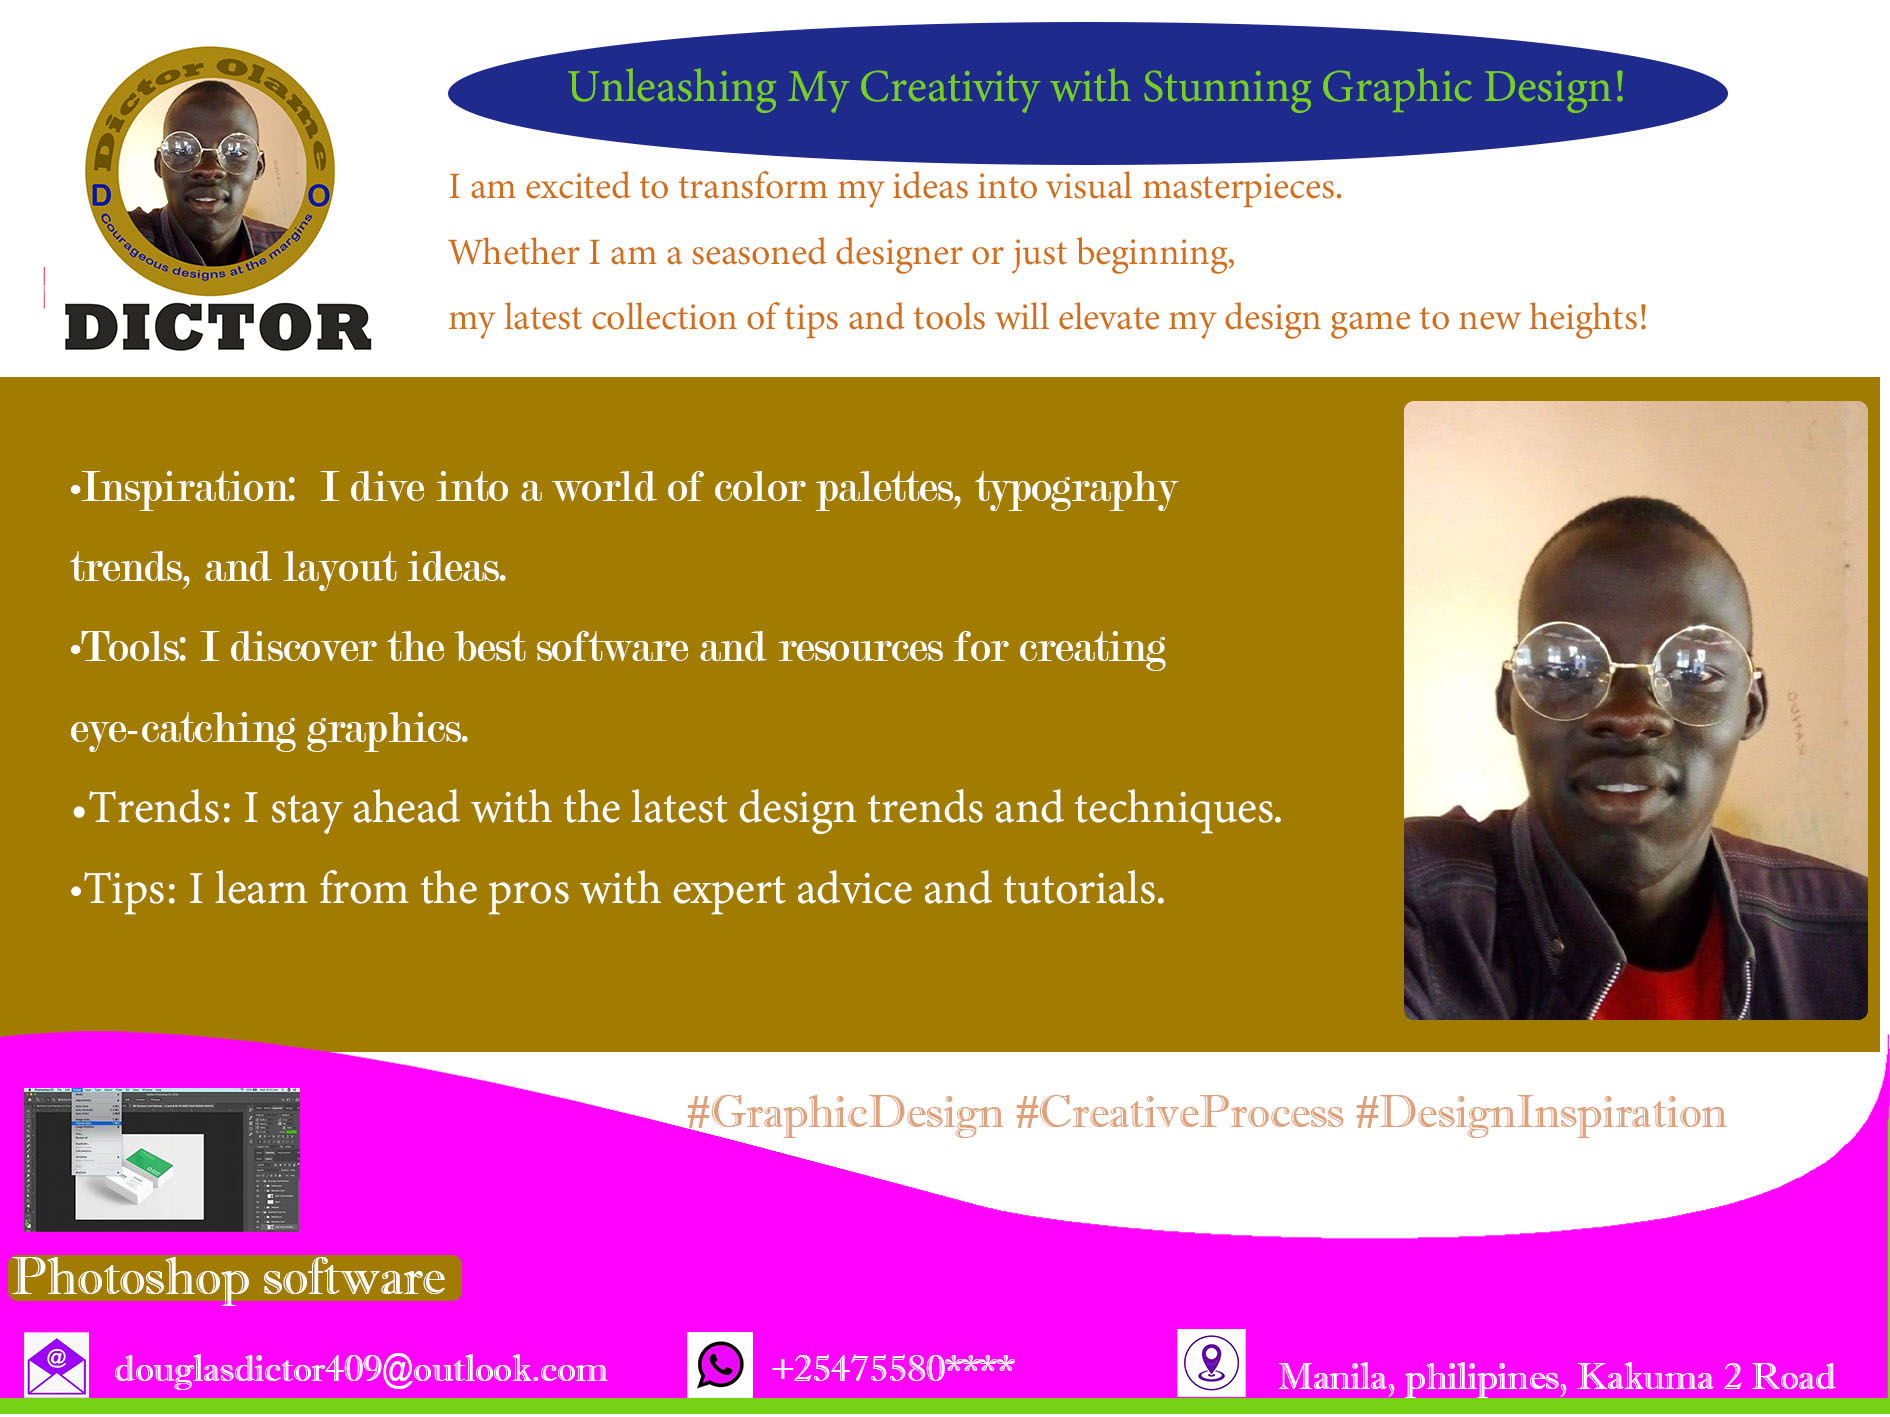 Dictor Olame
D O
Courageous designs at the margins
DICTOR
Unleashing My Creativity with Stunning Graphic Design!
I am excited to transform my ideas into visual masterpieces.
Whether I am a seasoned designer or just beginning,
my latest collection of tips and tools will elevate my design game to new heights!
•Inspiration: I dive into a world of color palettes, typography
trends, and layout ideas.
•Tools: I discover the best software and resources for creating
eye-catching graphics.
•Trends: I stay ahead with the latest design trends and techniques.
•Tips: I learn from the pros with expert advice and tutorials.
#GraphicDesign #CreativeProcess #DesignInspiration
Photoshop software
@ douglasdictor409@outlook.com
+25475580****
Manila, philipines, Kakuma 2 Road